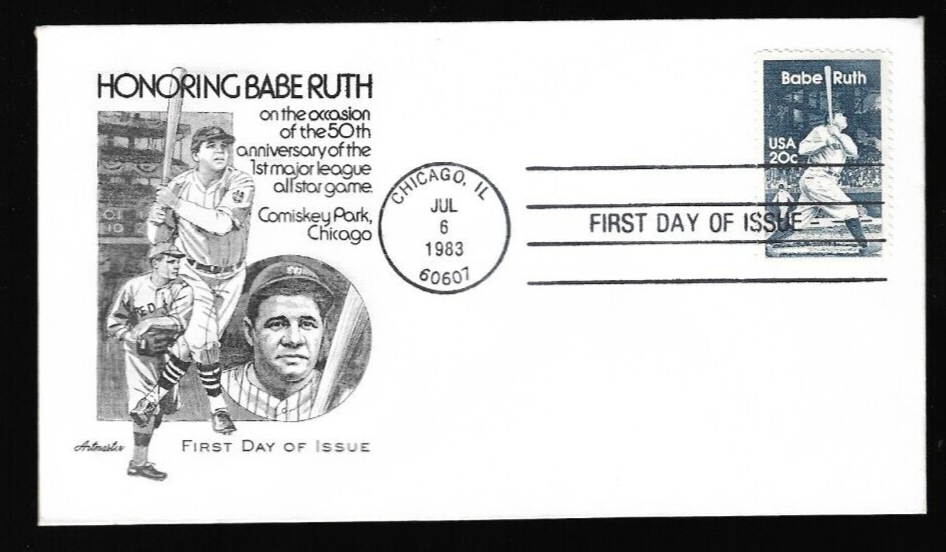 HONORING BABE RUTH
on the occasion
of the 50th
anniversary of the
1st major league
all star game
Comiskey Park,
Chicago
CHICAGO, IL
JUL
6
1983
60607
FIRST DAY OF ISSUE
Babe Ruth
USA
20c
Artmaster
FIRST DAY OF ISSUE